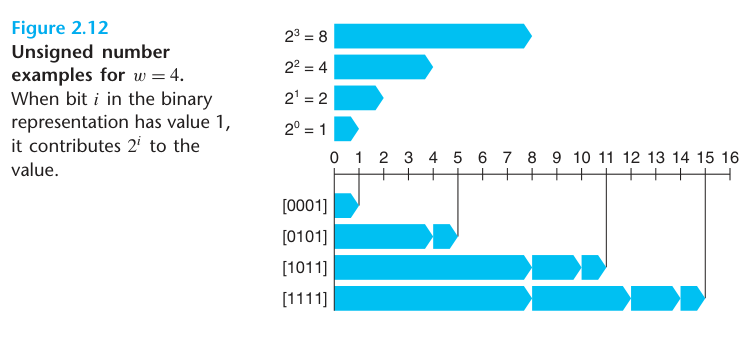 Figure 2.12
Unsigned number
examples for w = 4.
When bit i in the binary
representation has value 1,
it contributes 2^i to the
value.
2³ = 8
2² = 4
2¹ = 2
2⁰ = 1
0 1 2 3 4 5 6 7 8 9 10 11 12 13 14 15 16
[0001]
[0101]
[1011]
[1111]